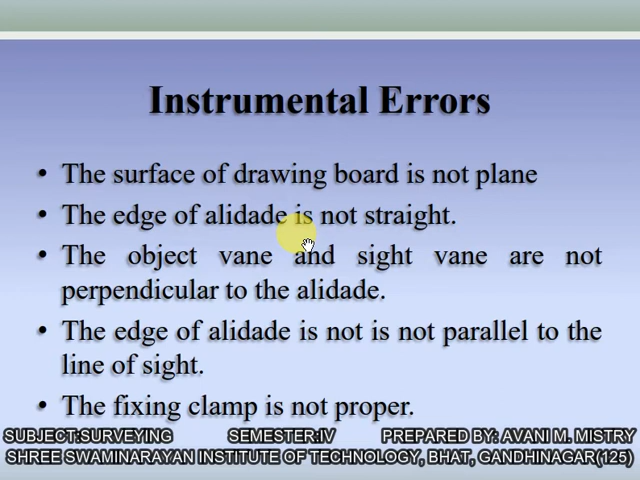 Instrumental Errors
• The surface of drawing board is not plane
• The edge of alidade is not straight.
• The object vane and sight vane are not
perpendicular to the alidade.
• The edge of alidade is not is not parallel to the
line of sight.
• The fixing clamp is not proper.
SUBJECT:SURVEYING SEMESTER:IV PREPARED BY: AVANI M. MISTRY
SHREE SWAMINARAYAN INSTITUTE OF TECHNOLOGY, BHAT, GANDHINAGAR(125)